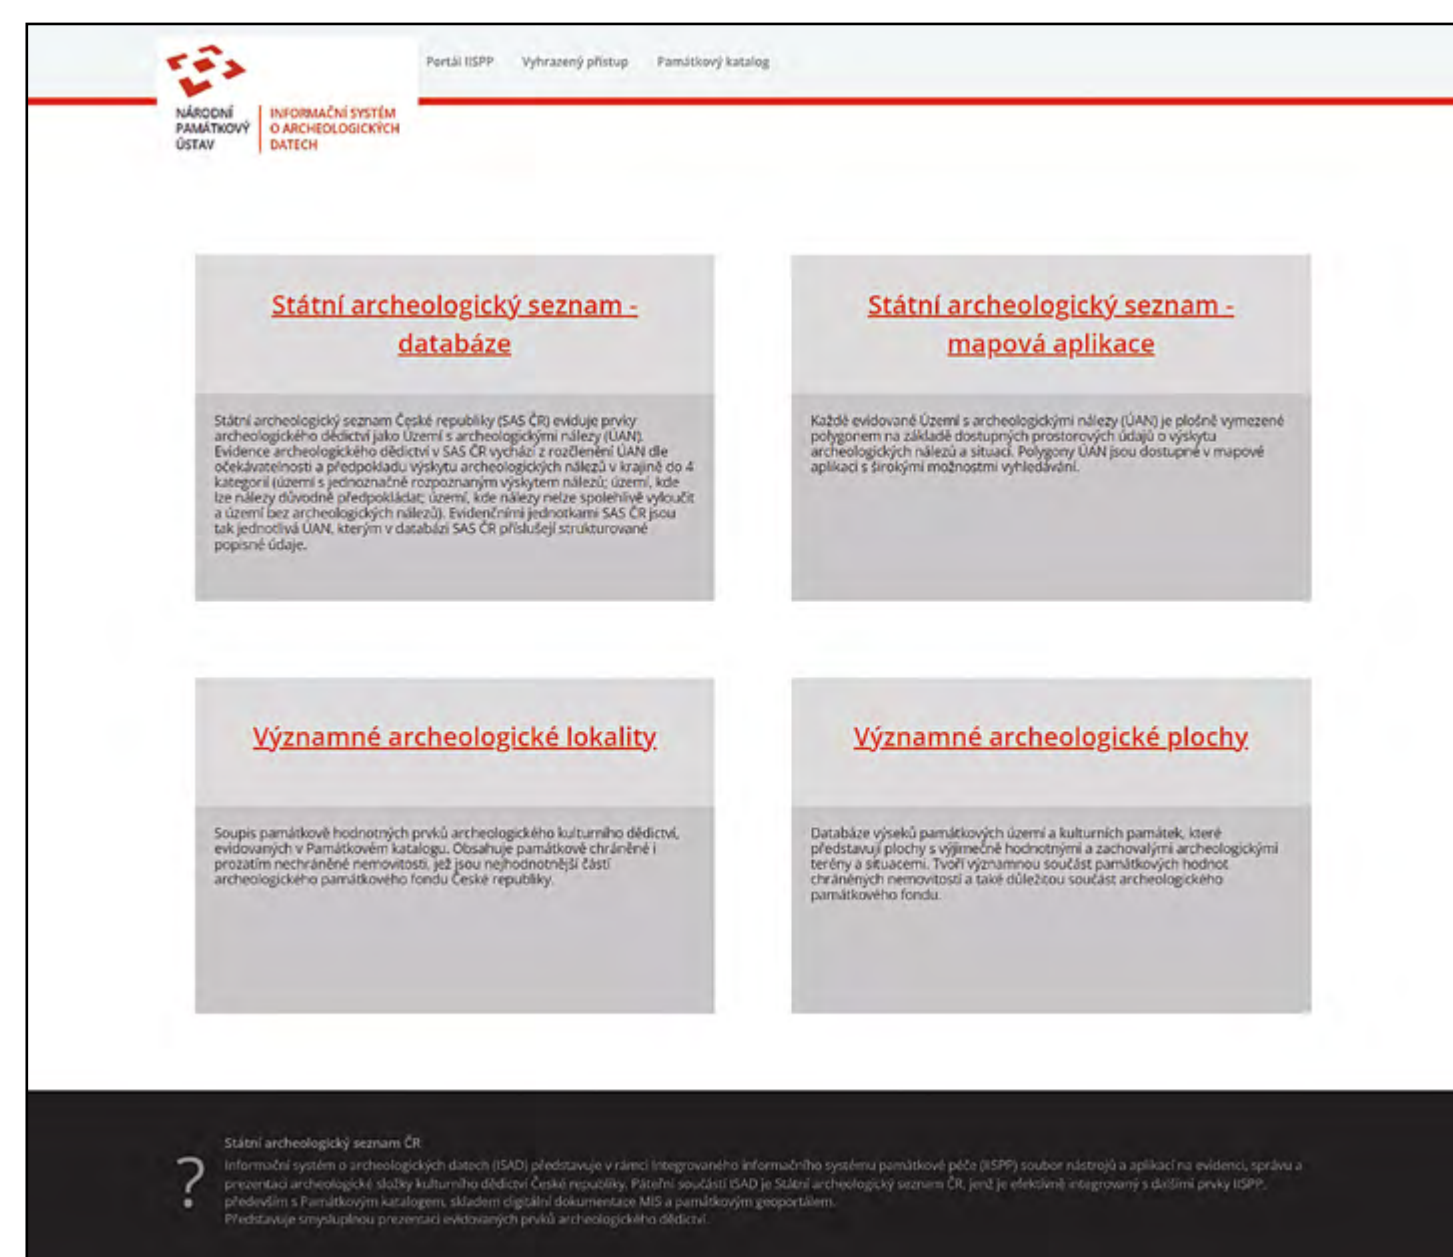 Portál IISPP Vyhrazený přístup Památkový katalog
NÁRODNÍ
PAMÁTKOVÝ
ÚSTAV
INFORMAČNÍ SYSTÉM
O ARCHEOLOGICKÝCH
DATECH
Státní archeologický seznam -
databáze
Státní archeologický seznam České republiky (SAS ČR) eviduje prvky
archeologického dědictví jako Území s archeologickými nálezy (ÚAN).
Evidence archeologického dědictví v SAS ČR vychází z rozčlenění ÚAN dle
očekávatelnosti a předpokladu výskytu archeologických nálezů v krajině do 4
kategorií (území s jednoznačně rozpoznaným výskytem nálezů; území, kde
lze nálezy důvodně předpokládat; území, kde nálezy nelze spolehlivě vyloučit
a území bez archeologických nálezů). Evidenčními jednotkami SAS ČR jsou
tak jednotlivá ÚAN, kterým v databázi SAS ČR příslušejí strukturované
popisné údaje.
Státní archeologický seznam -
mapová aplikace
Každé evidované Území s archeologickými nálezy (ÚAN) je plošně vymezené
polygonem na základě dostupných prostorových údajů o výskytu
archeologických nálezů a situací. Polygony ÚAN jsou dostupné v mapové
aplikaci s širokými možnostmi vyhledávání.
Významné archeologické lokality
Soupis památkově hodnotných prvků archeologického kulturního dědictví,
evidovaných v Památkovém katalogu. Obsahuje památkově chráněné i
prozatím nechráněné nemovitosti, jež jsou nejhodnotnější částí
archeologického památkového fondu České republiky.
Významné archeologické plochy
Databáze výseků památkových území a kulturních památek, které
představují plochy s výjimečně hodnotnými a zachovalými archeologickými
terény a situacemi. Tvoří významnou součást památkových hodnot
chráněných nemovitostí a také důležitou součást archeologického
památkového fondu.
?
Státní archeologický seznam ČR
Informační systém o archeologických datech (ISAD) představuje v rámci Integrovaného informačního systému památkové péče (IISPP) soubor nástrojů a aplikací na evidenci, správu a
prezentaci archeologické složky kulturního dědictví České republiky. Páteřní součástí ISAD je Státní archeologický seznam ČR, jenž je efektivně integrovaný s dalšími prvky IISPP,
především s Památkovým katalogem, skladem digitální dokumentace MIS a památkovým geoportálem.
Představuje smysluplnou prezentaci evidovaných prvků archeologického dědictví.